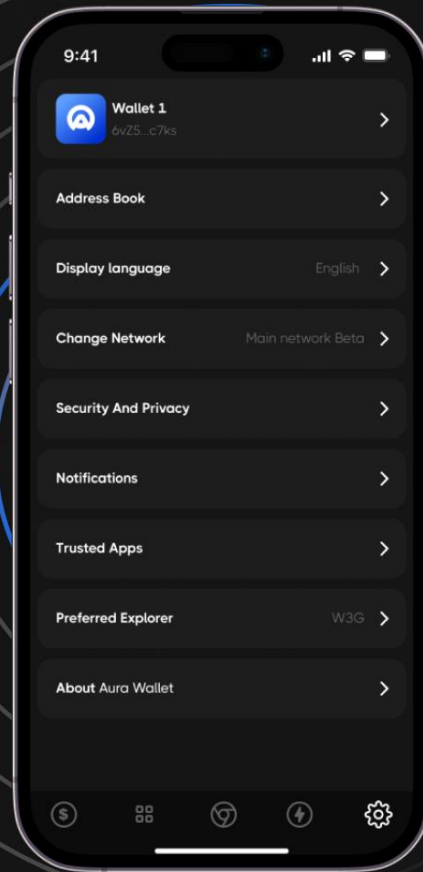 9:41
Wallet 1
6vZ5...c7ks
Address Book
Display language English
Change Network Main network Beta
Security And Privacy
Notifications
Trusted Apps
Preferred Explorer W3G
About Aura Wallet